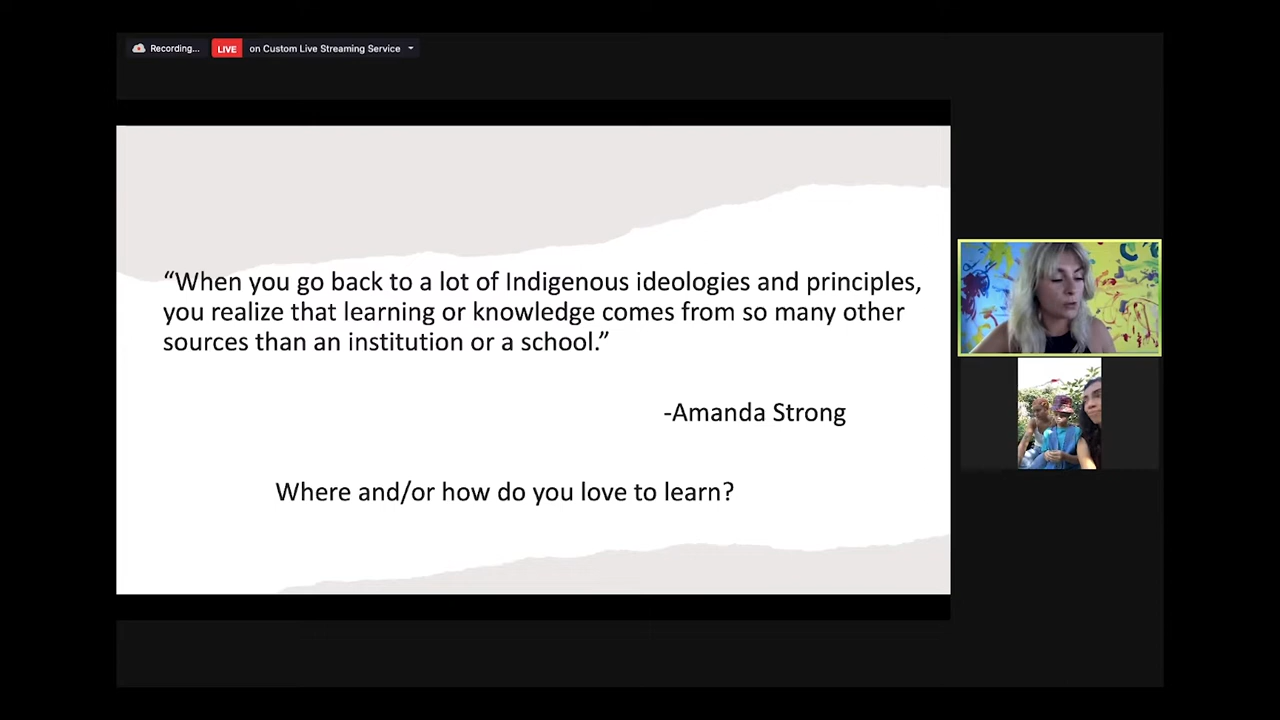 Recording...
LIVE on Custom Live Streaming Service
“When you go back to a lot of Indigenous ideologies and principles,
you realize that learning or knowledge comes from so many other
sources than an institution or a school.”
-Amanda Strong
Where and/or how do you love to learn?